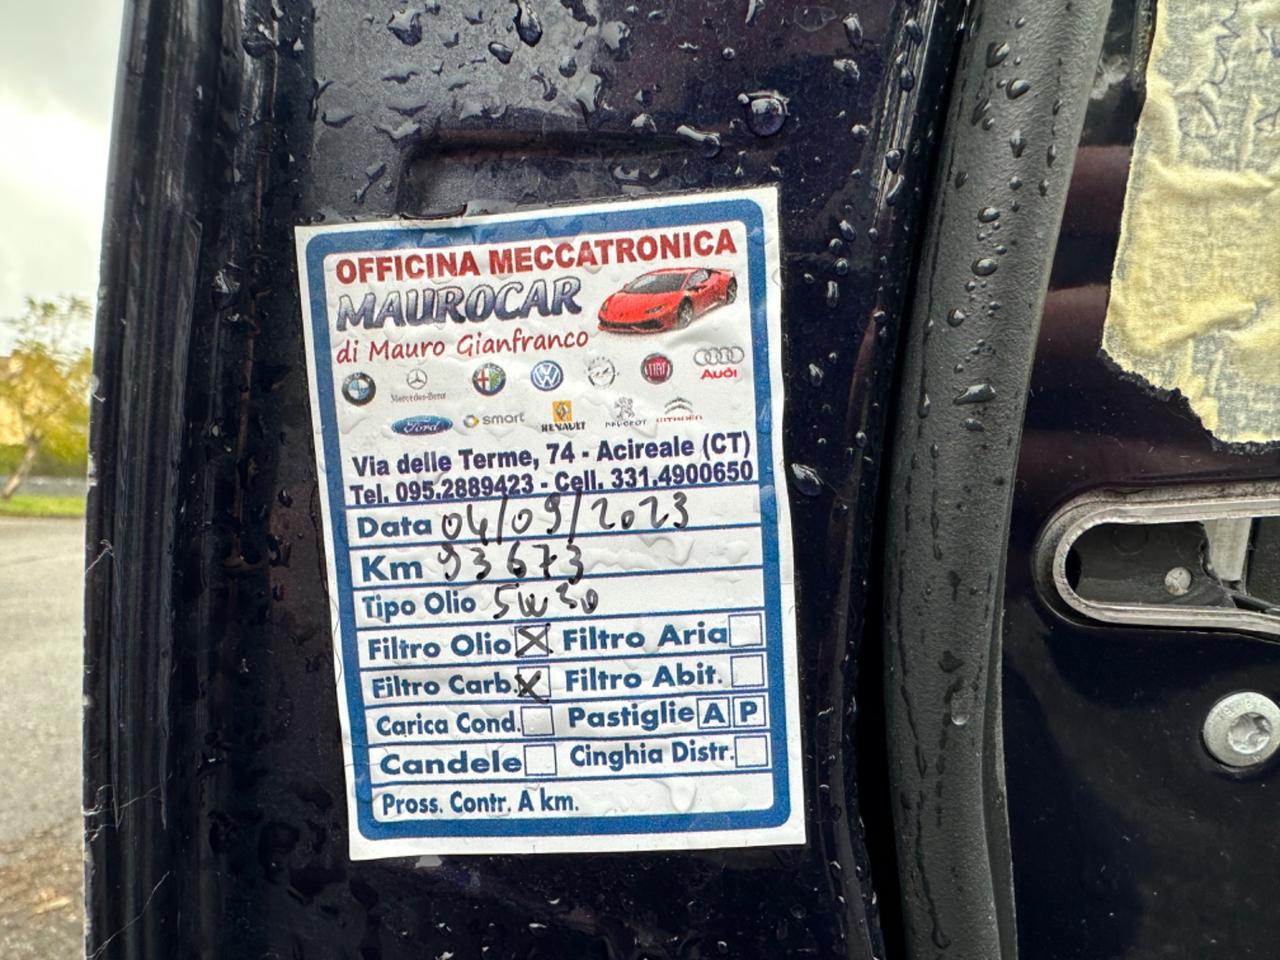 OFFICINA MECCATRONICA
MAUROCAR
di Mauro Gianfranco
Mercedes-Benz FIAT Audi
Ford smart RENAULT PEUGEOT CITROËN
Via delle Terme, 74 - Acireale (CT)
Tel. 095.2889423 - Cell. 331.4900650
Data 04/09/2023
Km 93673
Tipo Olio 5W30
Filtro Olio X Filtro Aria
Filtro Carb. X Filtro Abit.
Carica Cond. Pastiglie A P
Candele Cinghia Distr.
Pross. Contr. A km.